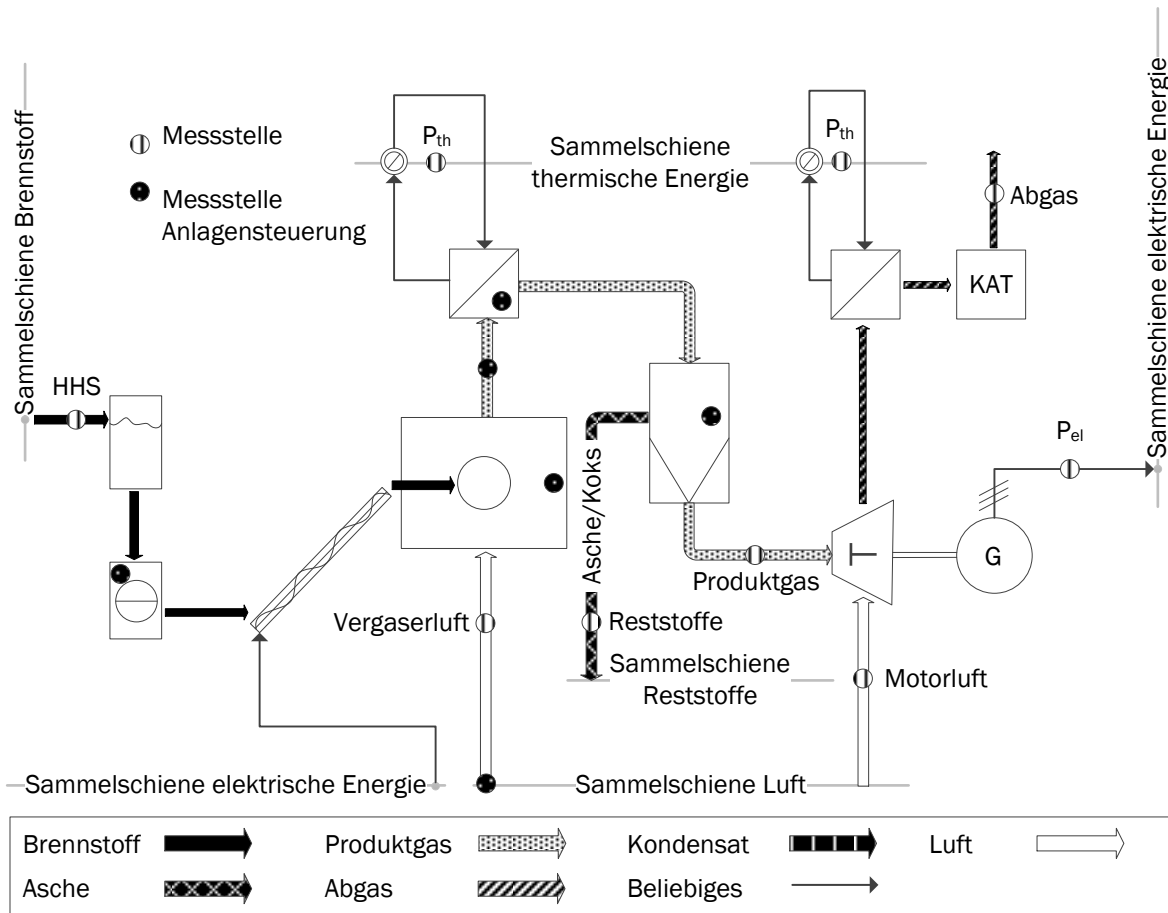 Sammelschiene Brennstoff
Messstelle
Messstelle
Anlagensteuerung
P_th
Sammelschiene
thermische Energie
P_th
Abgas
Sammelschiene elektrische Energie
KAT
HHS
P_el
Asche/Koks
G
Produktgas
Vergaserluft
Reststoffe
Sammelschiene
Reststoffe
Motorluft
Sammelschiene elektrische Energie
Sammelschiene Luft
Brennstoff
Produktgas
Kondensat
Luft
Asche
Abgas
Beliebiges